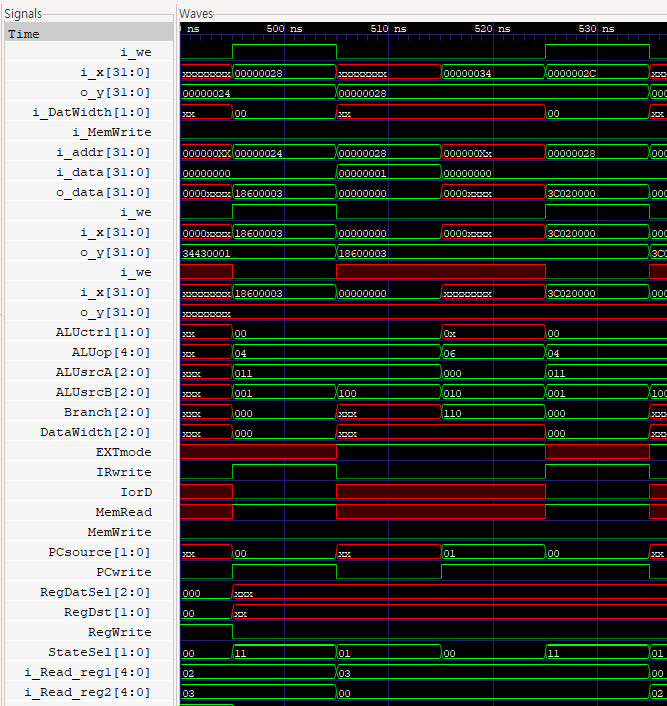 Signals Waves
Time ns 500 ns 510 ns 520 ns 530 ns
i_we
i_x[31:0] xxxxxxxx 00000028 xxxxxxxx 00000034 0000002C xxx
o_y[31:0] 00000024 00000028 000
i_DatWidth[1:0] xx 00 xx 00 xx
i_MemWrite
i_addr[31:0] 000000XX 00000024 00000028 000000Xx 00000028 000
i_data[31:0] 00000000 00000001 00000000
o_data[31:0] 0000xxxx 18600003 00000000 0000xxxx 3C020000 000
i_we
i_x[31:0] 0000xxxx 18600003 00000000 0000xxxx 3C020000 000
o_y[31:0] 34430001 18600003 3C0
i_we
i_x[31:0] xxxxxxxx 18600003 00000000 xxxxxxxx 3C020000 000
o_y[31:0] xxxxxxxx
ALUctrl[1:0] xx 00 0x 00
ALUop[4:0] xx 04 06 04
ALUsrcA[2:0] xxx 011 000 011
ALUsrcB[2:0] xxx 001 100 010 001 100
Branch[2:0] xxx 000 xxx 110 000 xxx
DataWidth[2:0] xxx 000 xxx 000 xxx
EXTmode
IRwrite
IorD
MemRead
MemWrite
PCsource[1:0] xx 00 xx 01 00 xx
PCwrite
RegDatSel[2:0] 000 xxx
RegDst[1:0] 00 xx
RegWrite
StateSel[1:0] 00 11 01 00 11 01
i_Read_reg1[4:0] 02 03 00
i_Read_reg2[4:0] 03 00 02